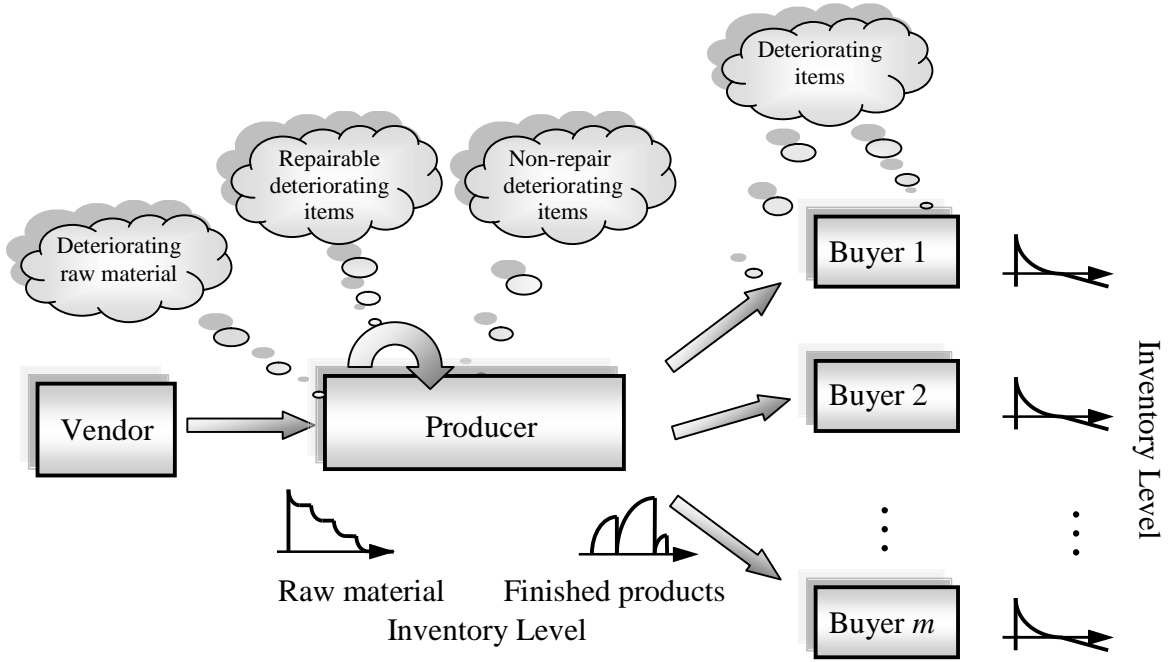 Deteriorating
items
Repairable
deteriorating
items
Non-repair
deteriorating
items
Deteriorating
raw material
Buyer 1
Buyer 2
Vendor
Producer
Inventory Level
Raw material
Finished products
Inventory Level
Buyer m